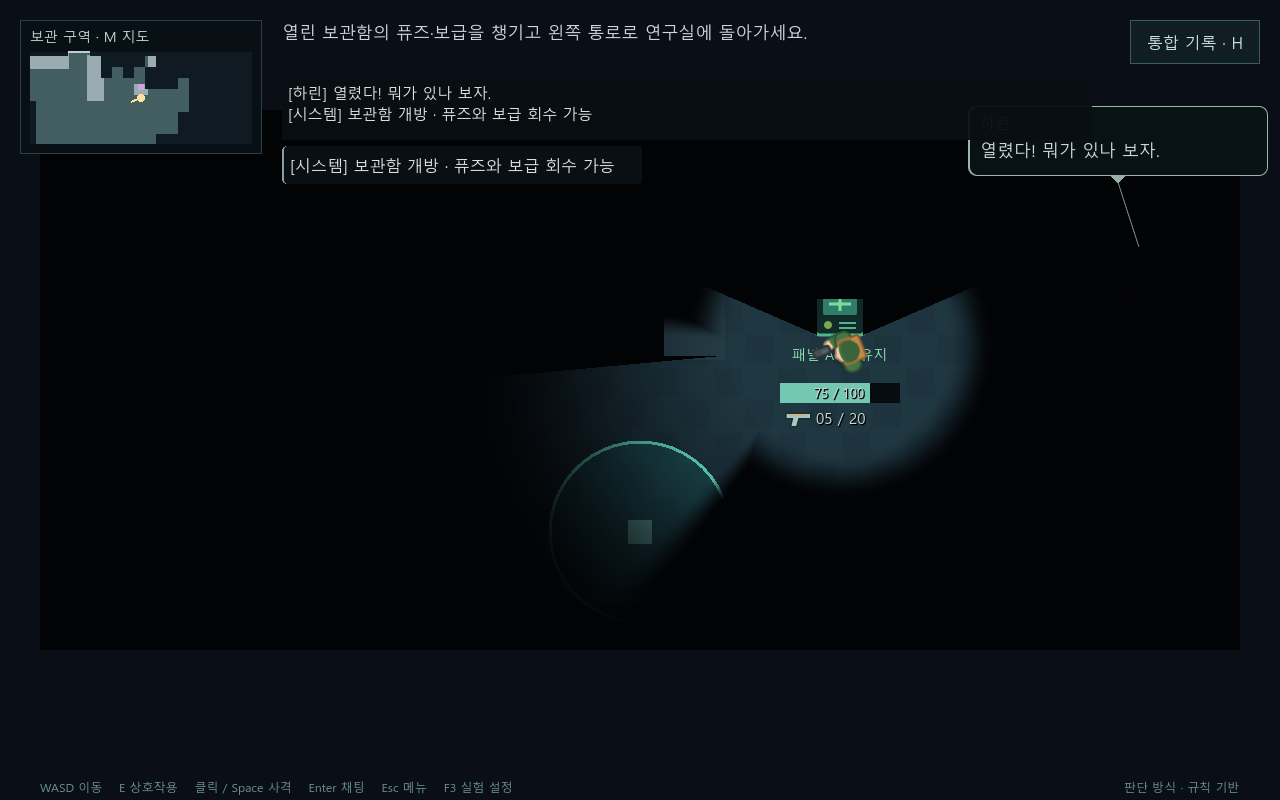 보관 구역 · M 지도
열린 보관함의 퓨즈·보급을 챙기고 왼쪽 통로로 연구실에 돌아가세요.
통합 기록 · H
[하린] 열렸다! 뭐가 있나 보자.
[시스템] 보관함 개방 · 퓨즈와 보급 회수 가능
하린
열렸다! 뭐가 있나 보자.
[시스템] 보관함 개방 · 퓨즈와 보급 회수 가능
패널 A 유지
75 / 100
05 / 20
WASD 이동 E 상호작용 클릭 / Space 사격 Enter 채팅 Esc 메뉴 F3 실험 설정
판단 방식 · 규칙 기반